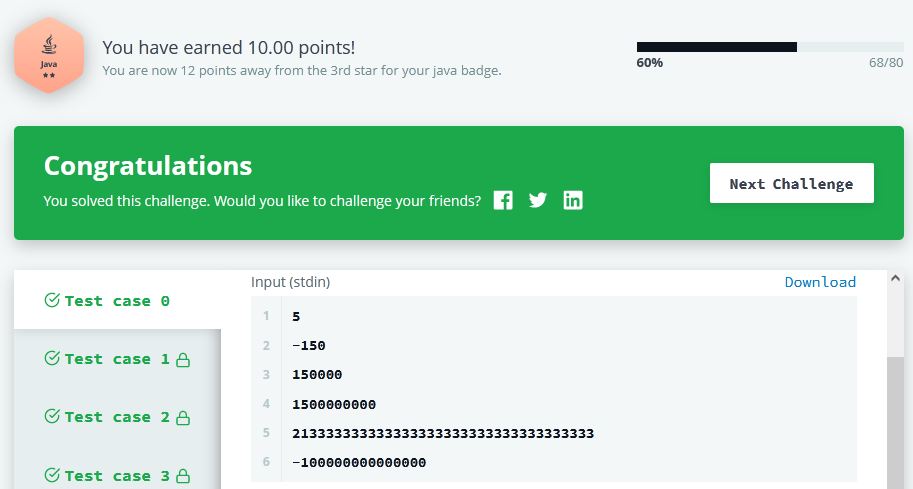 You have earned 10.00 points!
You are now 12 points away from the 3rd star for your java badge.
Java
60%
68/80
Congratulations
You solved this challenge. Would you like to challenge your friends?
Next Challenge
Test case 0
Test case 1
Test case 2
Test case 3
Input (stdin)
Download
1 5
2 -150
3 150000
4 1500000000
5 213333333333333333333333333333333333
6 -100000000000000